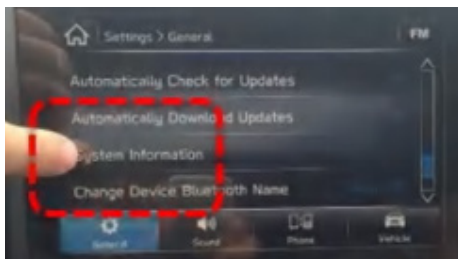 Settings > General
FM
Automatically Check for Updates
Automatically Download Updates
System Information
Change Device Bluetooth Name
General
Sound
Phone
Vehicle